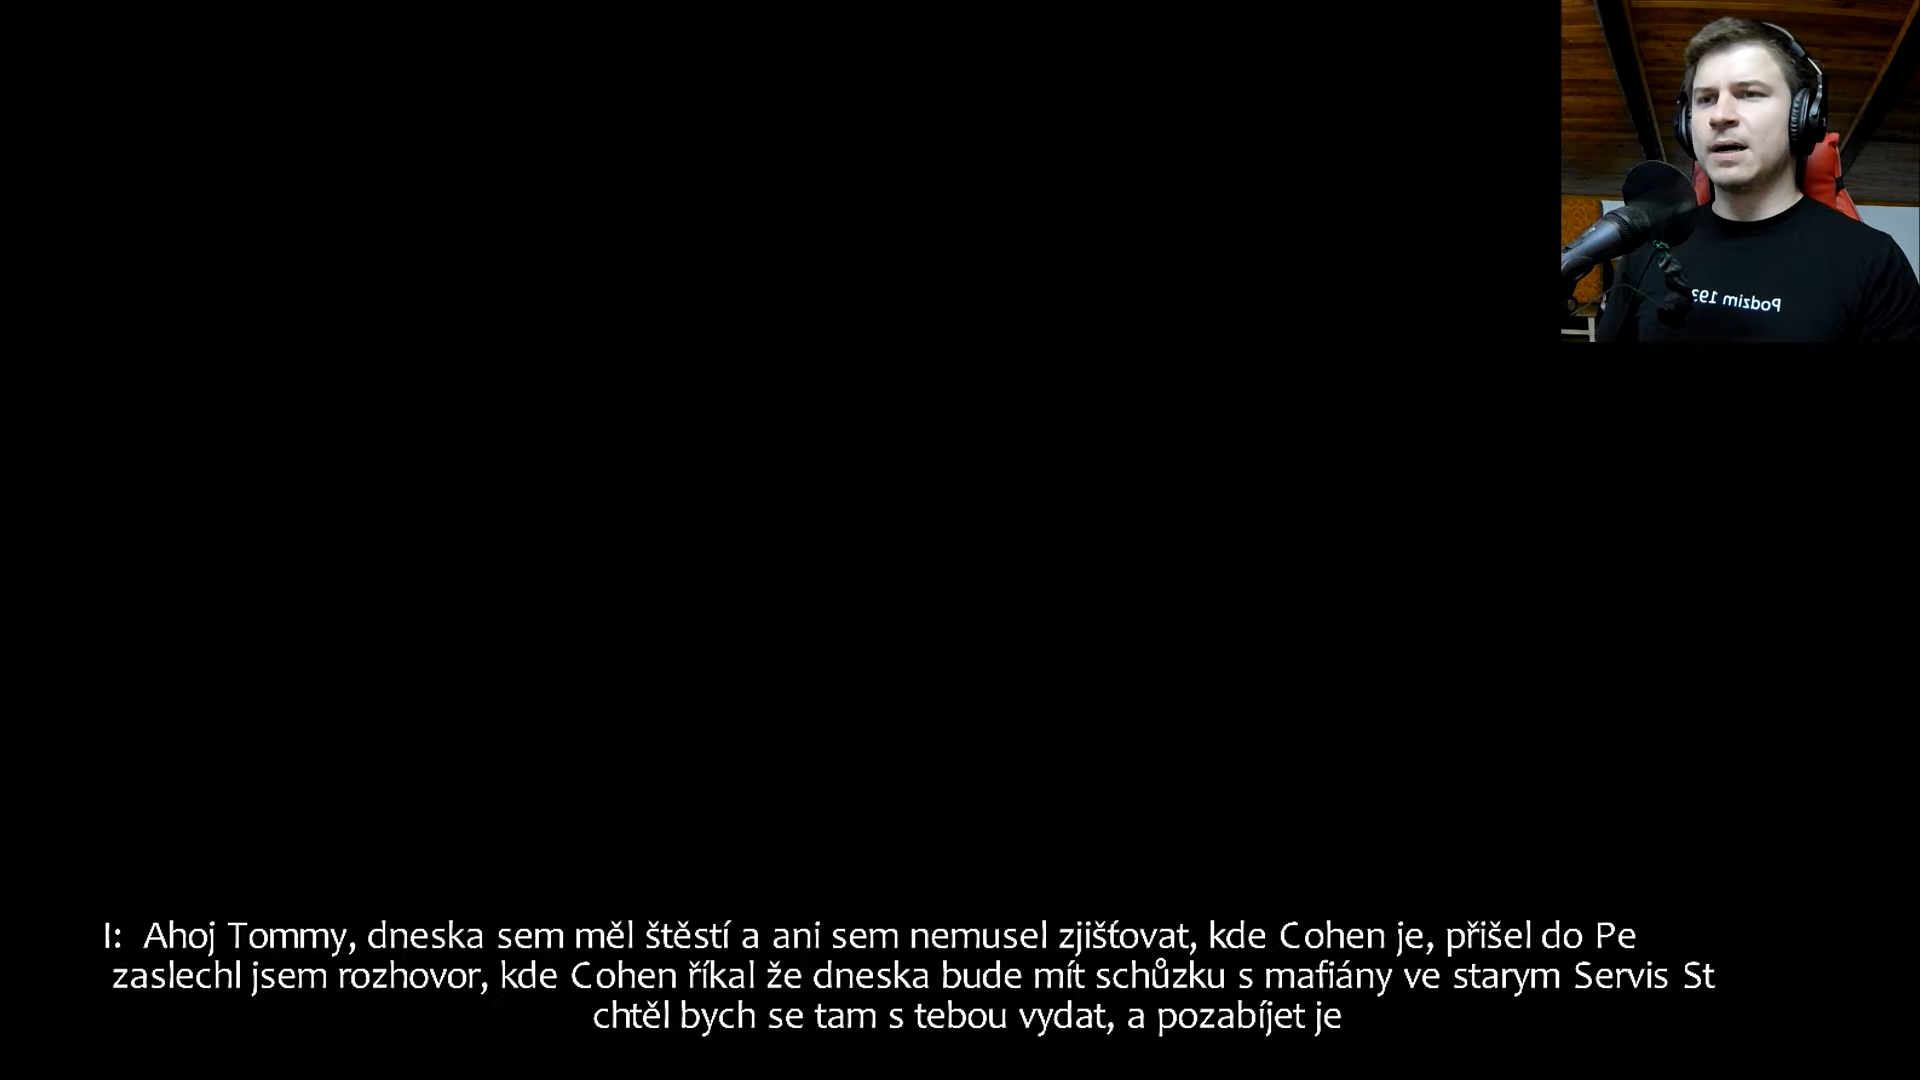 Podzim 193
I: Ahoj Tommy, dneska sem měl štěstí a ani sem nemusel zjišťovat, kde Cohen je, přišel do Pe
zaslechl jsem rozhovor, kde Cohen říkal že dneska bude mít schůzku s mafiány ve starym Servis St
chtěl bych se tam s tebou vydat, a pozabíjet je